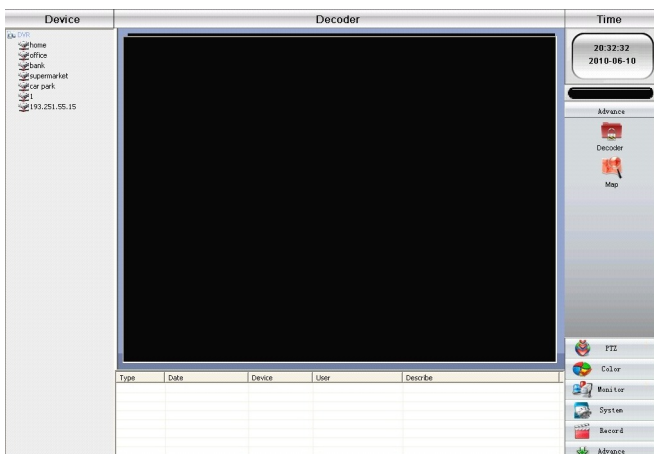 Device
Decoder
Time
DVR
home
office
bank
supermarket
car park
1
193.251.55.15
20:32:32
2010-06-10
Advance
Decoder
Map
PTZ
Color
Monitor
System
Record
Advance
Type Date Device User Describe